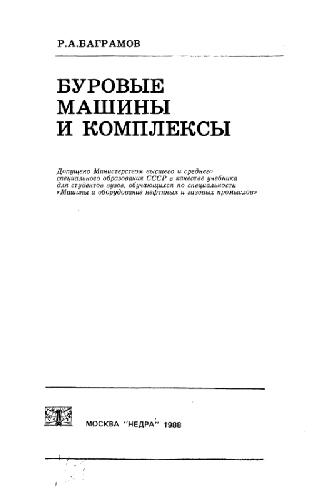 Р.А.БАГРАМОВ
БУРОВЫЕ
МАШИНЫ
И КОМПЛЕКСЫ
Допущено Министерством высшего и среднего
специального образования СССР в качестве учебника
для студентов вузов, обучающихся по специальности
«Машины и оборудование нефтяных и газовых промыслов»
МОСКВА "НЕДРА" 1988